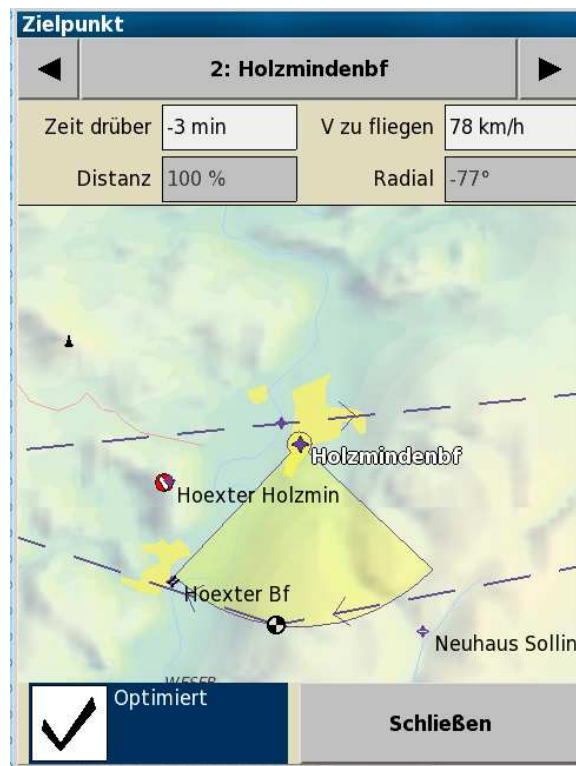 Zielpunkt
2: Holzmindenbf
Zeit drüber -3 min V zu fliegen 78 km/h
Distanz 100 % Radial -77°
Holzmindenbf
Hoexter Holzmin
Hoexter Bf
Neuhaus Sollin
WESER
Optimiert
Schließen